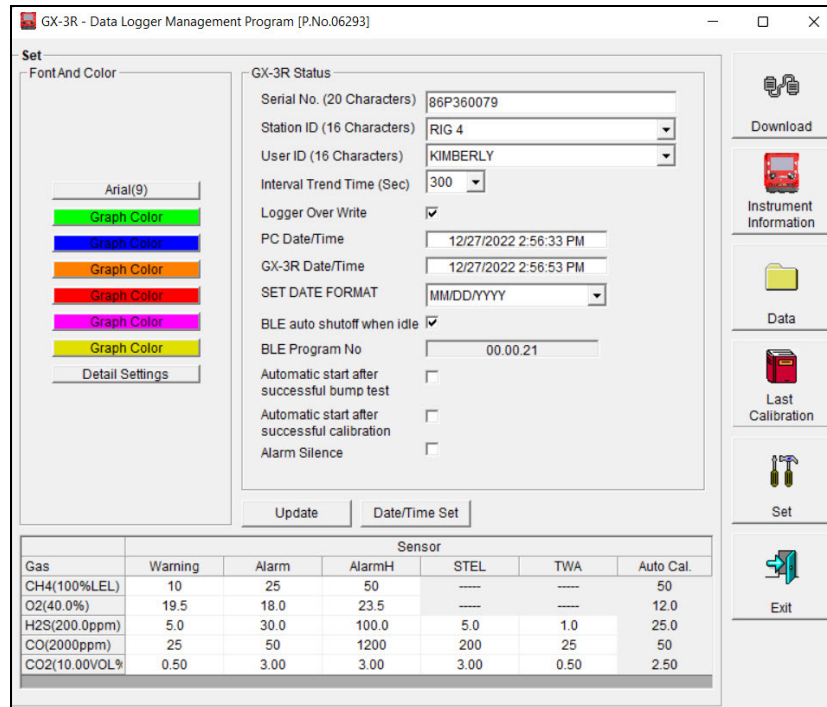 GX-3R - Data Logger Management Program [P.No.06293]
Set
Font And Color
Arial(9)
Graph Color
Graph Color
Graph Color
Graph Color
Graph Color
Graph Color
Detail Settings
GX-3R Status
Serial No. (20 Characters) 86P360079
Station ID (16 Characters) RIG 4
User ID (16 Characters) KIMBERLY
Interval Trend Time (Sec) 300
Logger Over Write
PC Date/Time 12/27/2022 2:56:33 PM
GX-3R Date/Time 12/27/2022 2:56:53 PM
SET DATE FORMAT MM/DD/YYYY
BLE auto shutoff when idle
BLE Program No 00.00.21
Automatic start after
successful bump test
Automatic start after
successful calibration
Alarm Silence
Update Date/Time Set
Download
Instrument
Information
Data
Last
Calibration
Set
Exit
Sensor
Gas Warning Alarm AlarmH STEL TWA Auto Cal.
CH4(100%LEL) 10 25 50 ----- ----- 50
O2(40.0%) 19.5 18.0 23.5 ----- ----- 12.0
H2S(200.0ppm) 5.0 30.0 100.0 5.0 1.0 25.0
CO(2000ppm) 25 50 1200 200 25 50
CO2(10.00VOL% 0.50 3.00 3.00 3.00 0.50 2.50